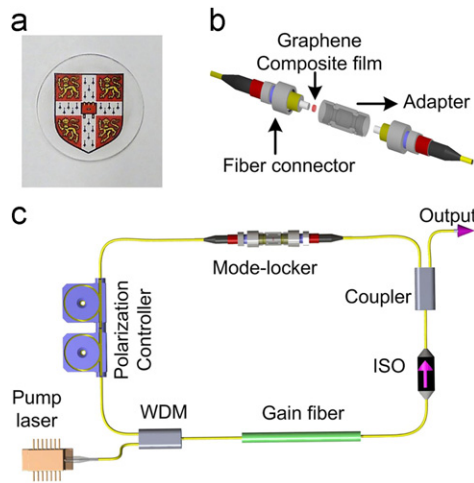 a
b
Graphene
Composite film
Adapter
Fiber connector
c
Output
Mode-locker
Coupler
Polarization
Controller
ISO
Pump
laser
WDM
Gain fiber